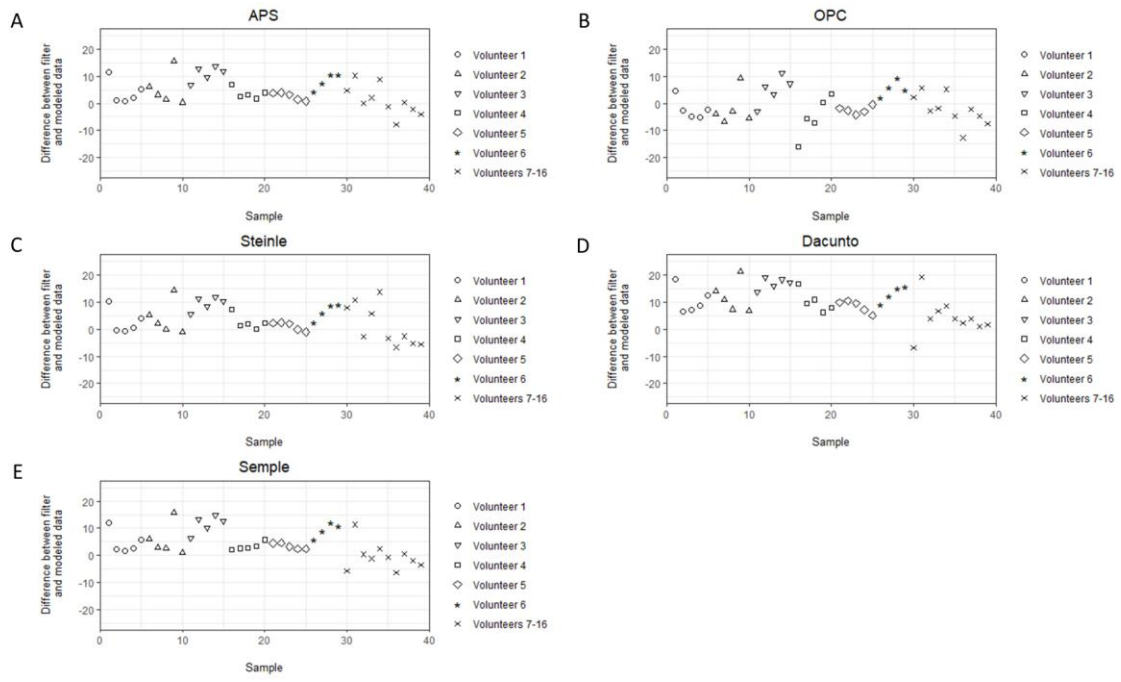 A
APS
Difference between filter
and modeled data
20
10
0
-10
-20
0
10
20
30
40
Sample
Volunteer 1
Volunteer 2
Volunteer 3
Volunteer 4
Volunteer 5
Volunteer 6
Volunteers 7-16
B
OPC
Difference between filter
and modeled data
20
10
0
-10
-20
0
10
20
30
40
Sample
Volunteer 1
Volunteer 2
Volunteer 3
Volunteer 4
Volunteer 5
Volunteer 6
Volunteers 7-16
C
Steinle
Difference between filter
and modeled data
20
10
0
-10
-20
0
10
20
30
40
Sample
Volunteer 1
Volunteer 2
Volunteer 3
Volunteer 4
Volunteer 5
Volunteer 6
Volunteers 7-16
D
Dacunto
Difference between filter
and modeled data
20
10
0
-10
-20
0
10
20
30
40
Sample
Volunteer 1
Volunteer 2
Volunteer 3
Volunteer 4
Volunteer 5
Volunteer 6
Volunteers 7-16
E
Semple
Difference between filter
and modeled data
20
10
0
-10
-20
0
10
20
30
40
Sample
Volunteer 1
Volunteer 2
Volunteer 3
Volunteer 4
Volunteer 5
Volunteer 6
Volunteers 7-16